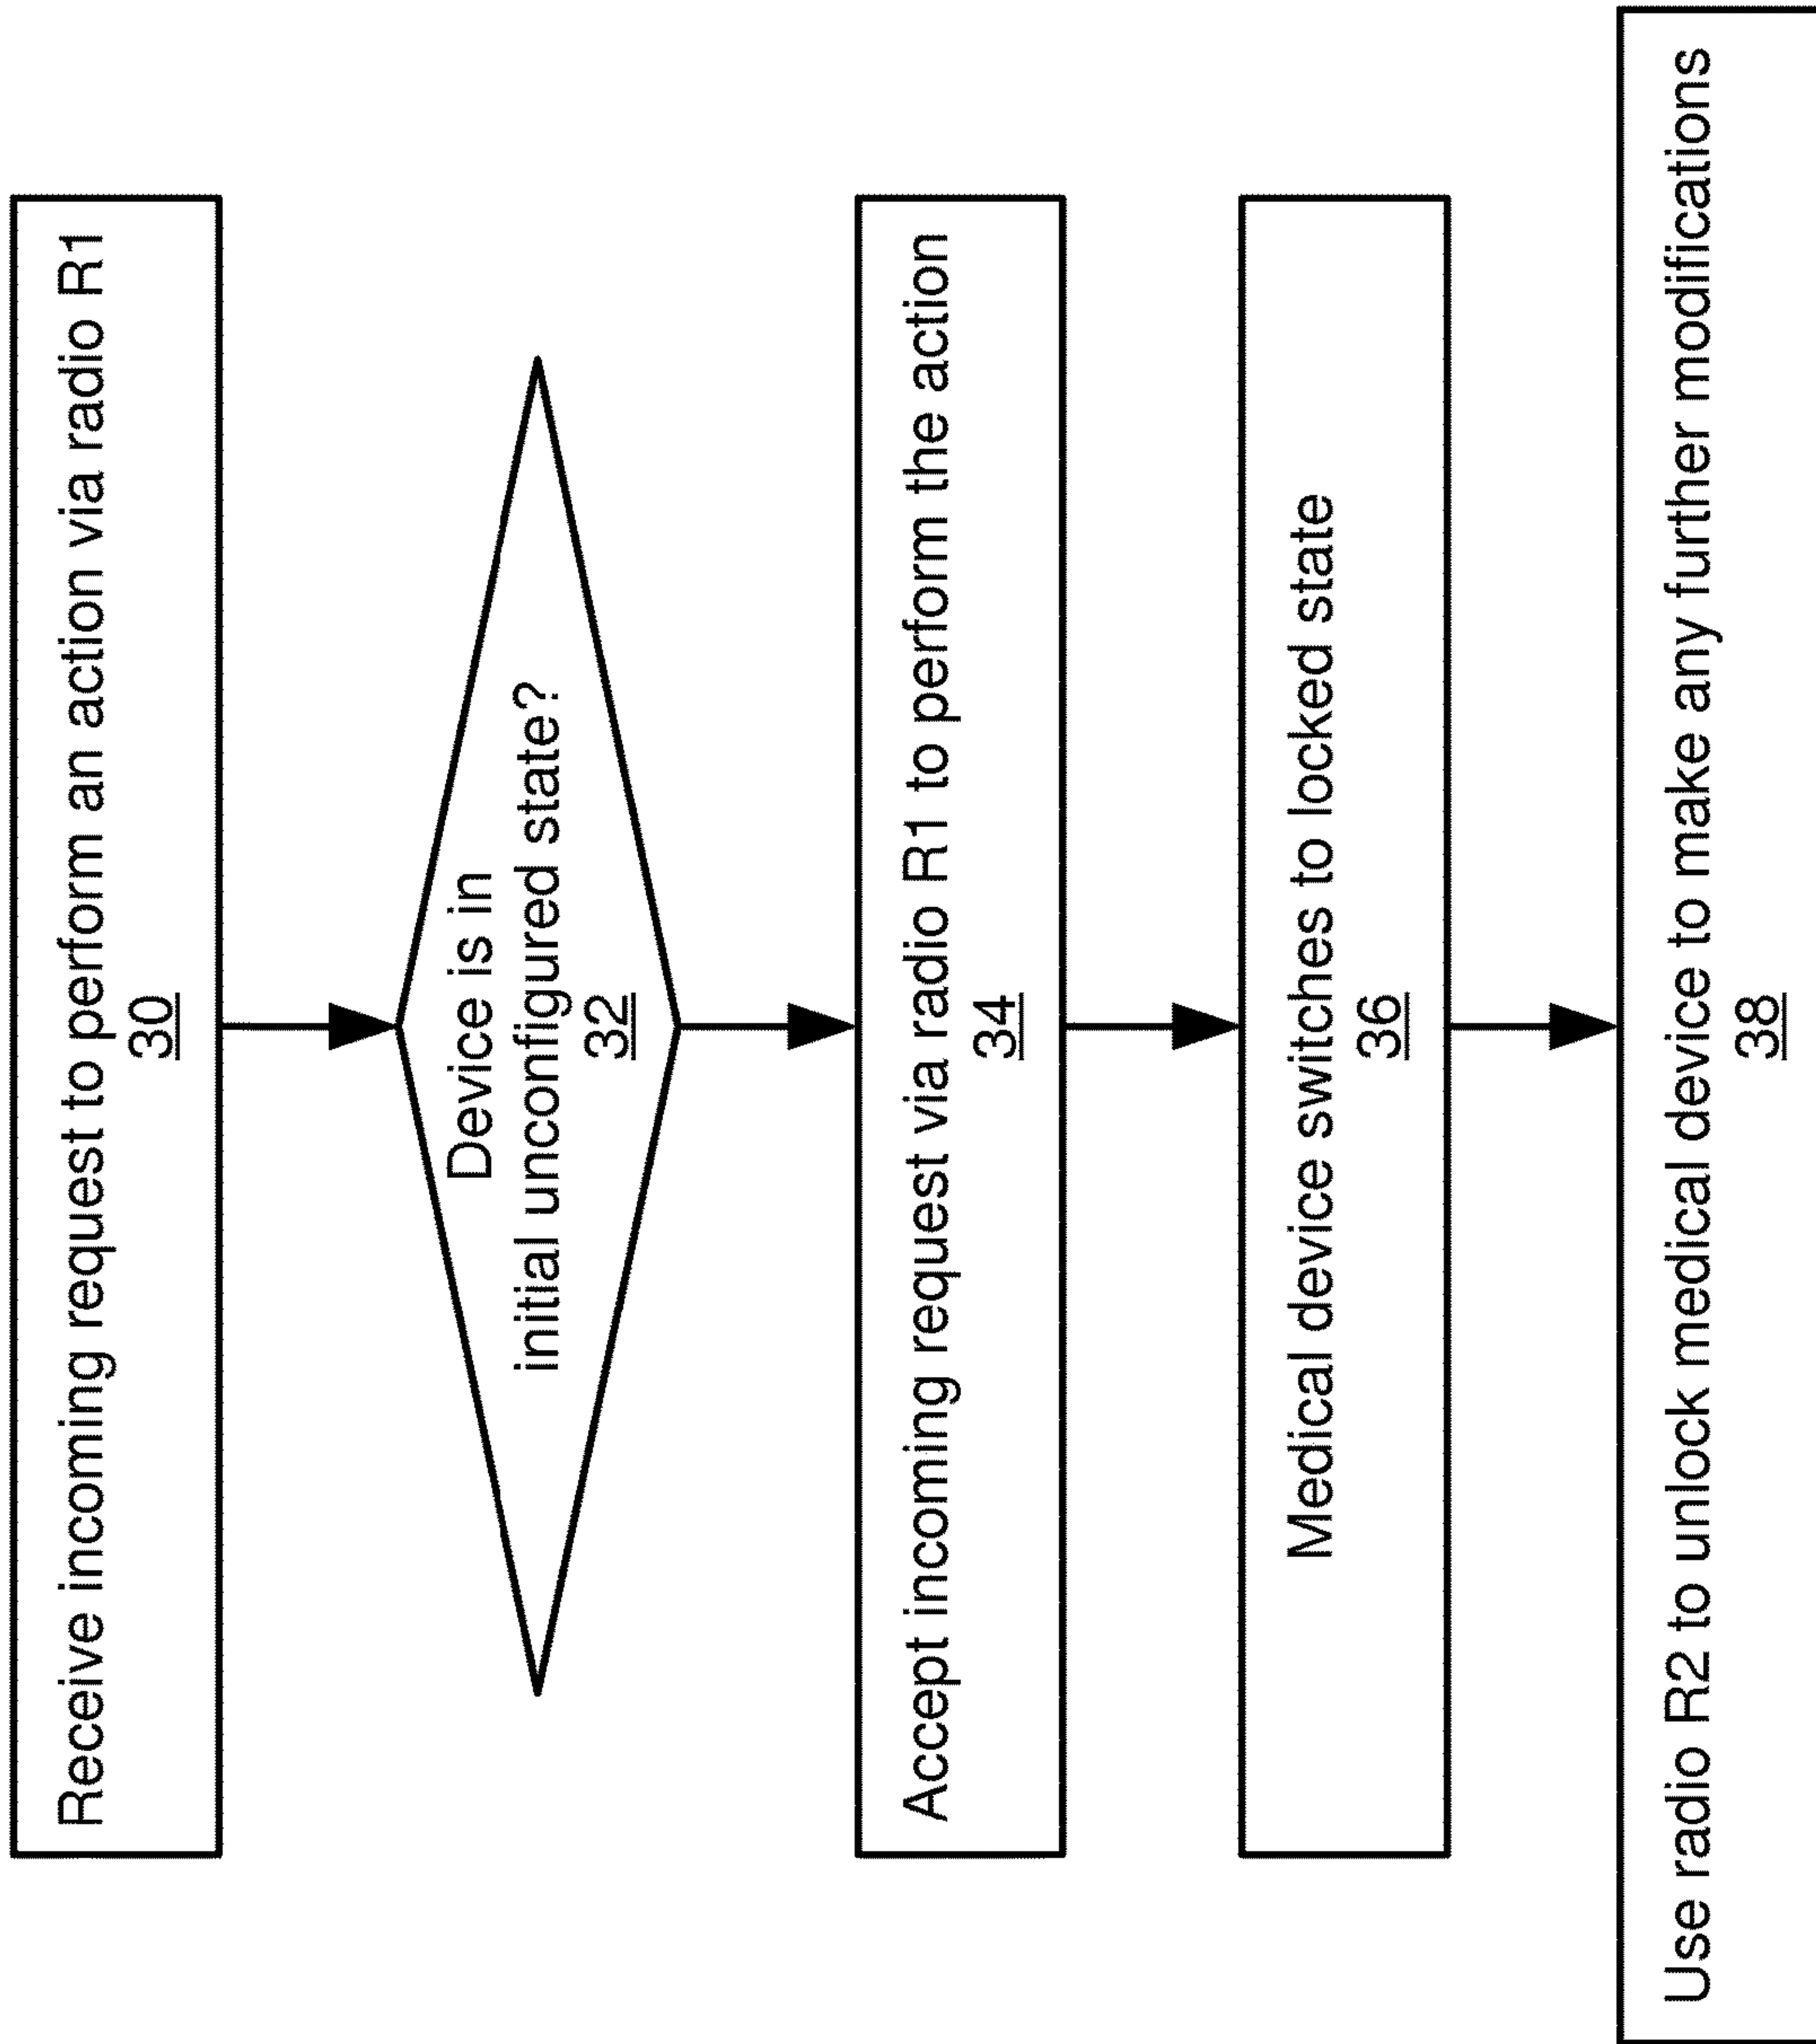 Receive incoming request to perform an action via radio R1
30
Device is in
initial unconfigured state?
32
Accept incoming request via radio R1 to perform the action
34
Medical device switches to locked state
36
Use radio R2 to unlock medical device to make any further modifications
38